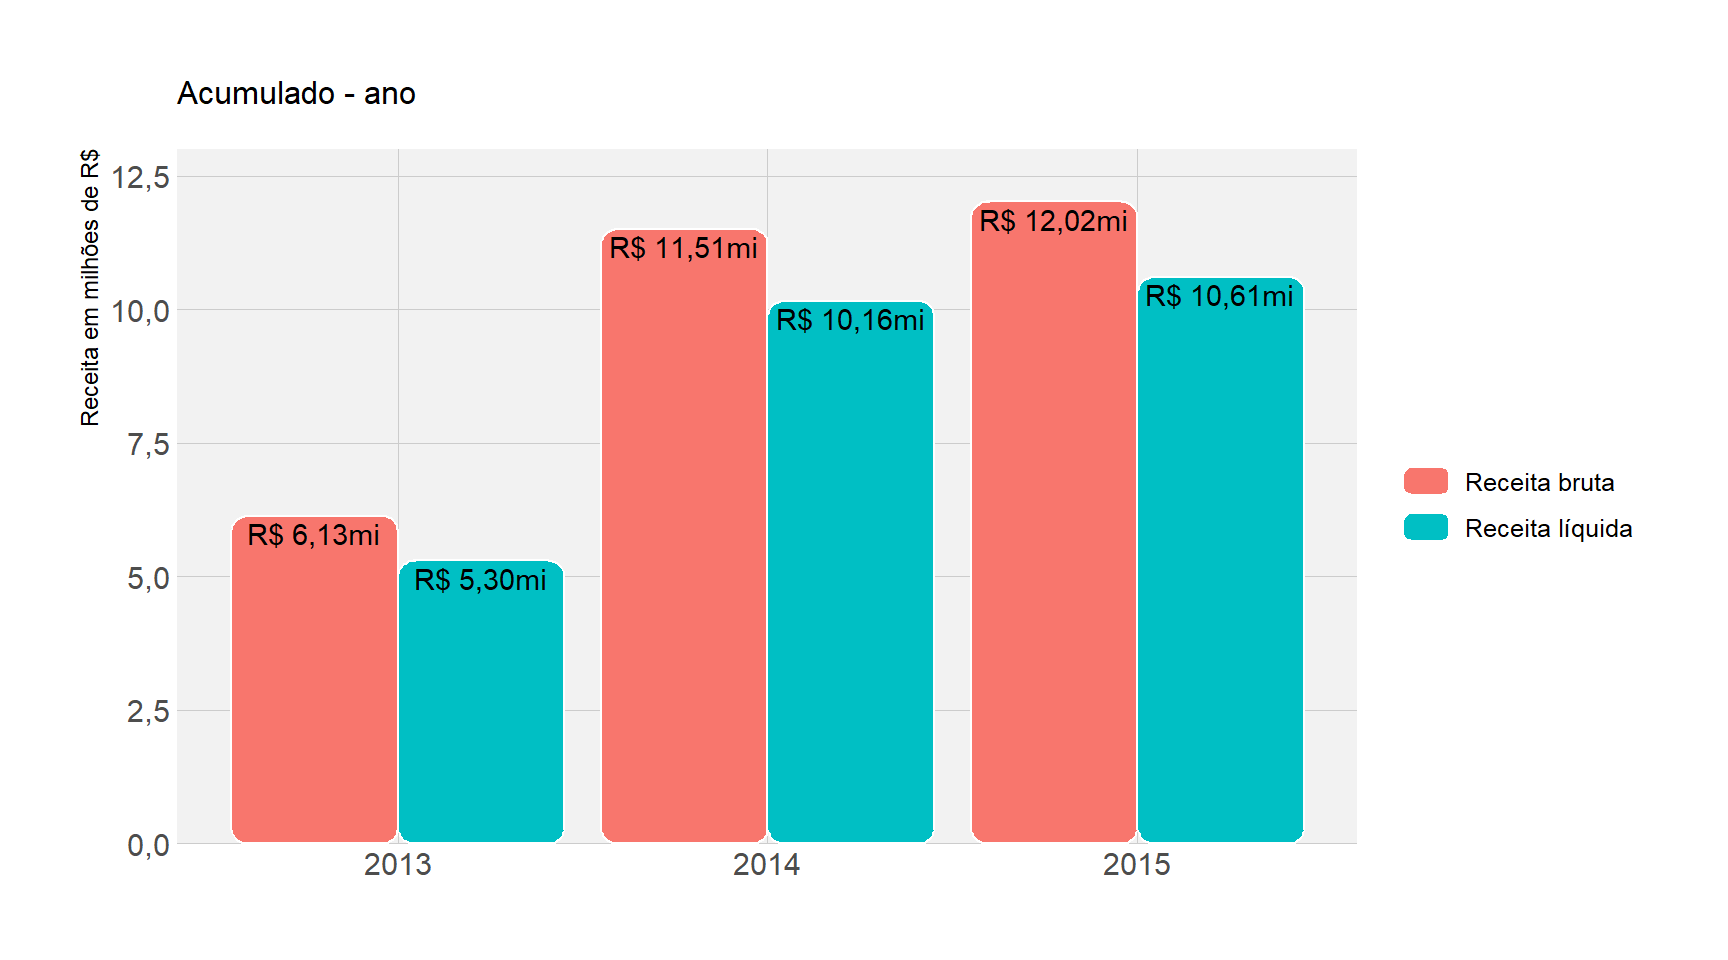 Acumulado - ano
Receita em milhões de R$
12,5
10,0
7,5
5,0
2,5
0,0
R$ 6,13mi
R$ 5,30mi
R$ 11,51mi
R$ 10,16mi
R$ 12,02mi
R$ 10,61mi
2013
2014
2015
Receita bruta
Receita líquida